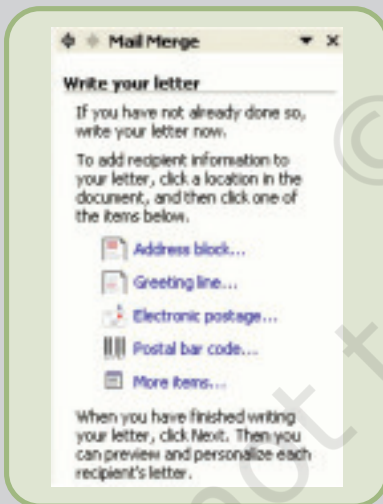 Mail Merge
Write your letter
If you have not already done so,
write your letter now.
To add recipient information to
your letter, click a location in the
document, and then click one of
the items below.
Address block...
Greeting line...
Electronic postage...
Postal bar code...
More items...
When you have finished writing
your letter, click Next. Then you
can preview and personalize each
recipient's letter.
©
not t